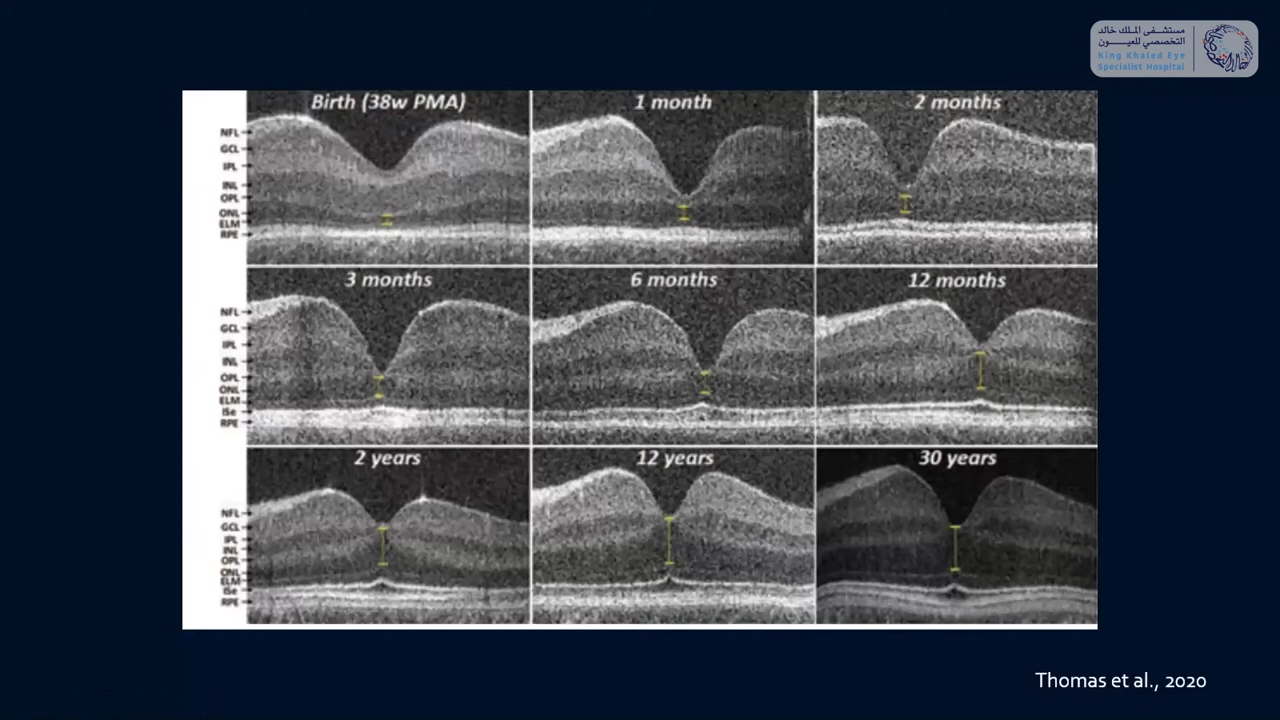 مستشفى الملك خالد
التخصصي للعيون
King Khaled Eye
Specialist Hospital
Birth (38w PMA)
1 month
2 months
NFL
GCL
IPL
INL
OPL
ONL
ELM
RPE
3 months
6 months
12 months
NFL
GCL
IPL
INL
OPL
ONL
ELM
ISe
RPE
2 years
12 years
30 years
NFL
GCL
IPL
INL
OPL
ONL
ELM
ISe
RPE
Thomas et al., 2020